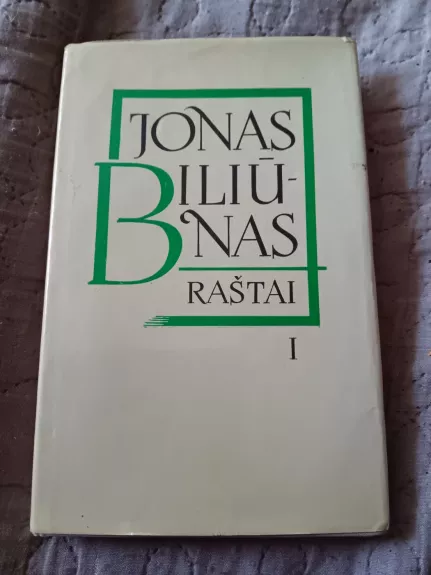 JONAS
BILIŪ-
NAS
RAŠTAI
I